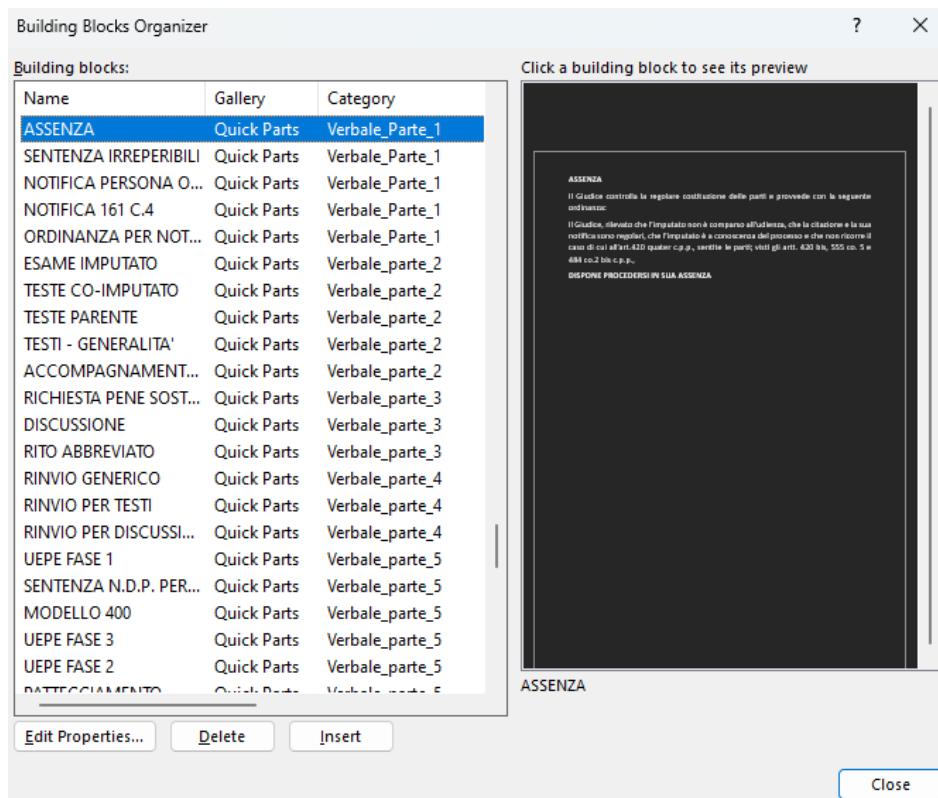 Building Blocks Organizer
? ×
Building blocks:
Click a building block to see its preview
Name Gallery Category
ASSENZA Quick Parts Verbale_Parte_1
SENTENZA IRREPERIBILI Quick Parts Verbale_Parte_1
NOTIFICA PERSONA O... Quick Parts Verbale_Parte_1
NOTIFICA 161 C.4 Quick Parts Verbale_Parte_1
ORDINANZA PER NOT... Quick Parts Verbale_Parte_1
ESAME IMPUTATO Quick Parts Verbale_parte_2
TESTE CO-IMPUTATO Quick Parts Verbale_parte_2
TESTE PARENTE Quick Parts Verbale_parte_2
TESTI - GENERALITA' Quick Parts Verbale_parte_2
ACCOMPAGNAMENT... Quick Parts Verbale_parte_2
RICHIESTA PENE SOST... Quick Parts Verbale_parte_3
DISCUSSIONE Quick Parts Verbale_parte_3
RITO ABBREVIATO Quick Parts Verbale_parte_3
RINVIO GENERICO Quick Parts Verbale_parte_4
RINVIO PER TESTI Quick Parts Verbale_parte_4
RINVIO PER DISCUSSI... Quick Parts Verbale_parte_4
UEPE FASE 1 Quick Parts Verbale_parte_5
SENTENZA N.D.P. PER... Quick Parts Verbale_parte_5
MODELLO 400 Quick Parts Verbale_parte_5
UEPE FASE 3 Quick Parts Verbale_parte_5
UEPE FASE 2 Quick Parts Verbale_parte_5
PATTEGGIAMENTO Quick Parts Verbale_parte_5
ASSENZA
Il Giudice controlla la regolare costituzione delle parti e provvede con la seguente
ordinanza:
Il Giudice, rilevato che l'imputato non è comparso all'udienza, che la citazione e la sua
notifica sono regolari, che l'imputato è a conoscenza del processo e che non ricorre il
caso di cui all'art.420 quater c.p.p., sentite le parti; visti gli artt. 420 bis, 555 co. 5 e
484 co.2 bis c.p.p.,
DISPONE PROCEDERSI IN SUA ASSENZA
ASSENZA
Edit Properties... Delete Insert
Close